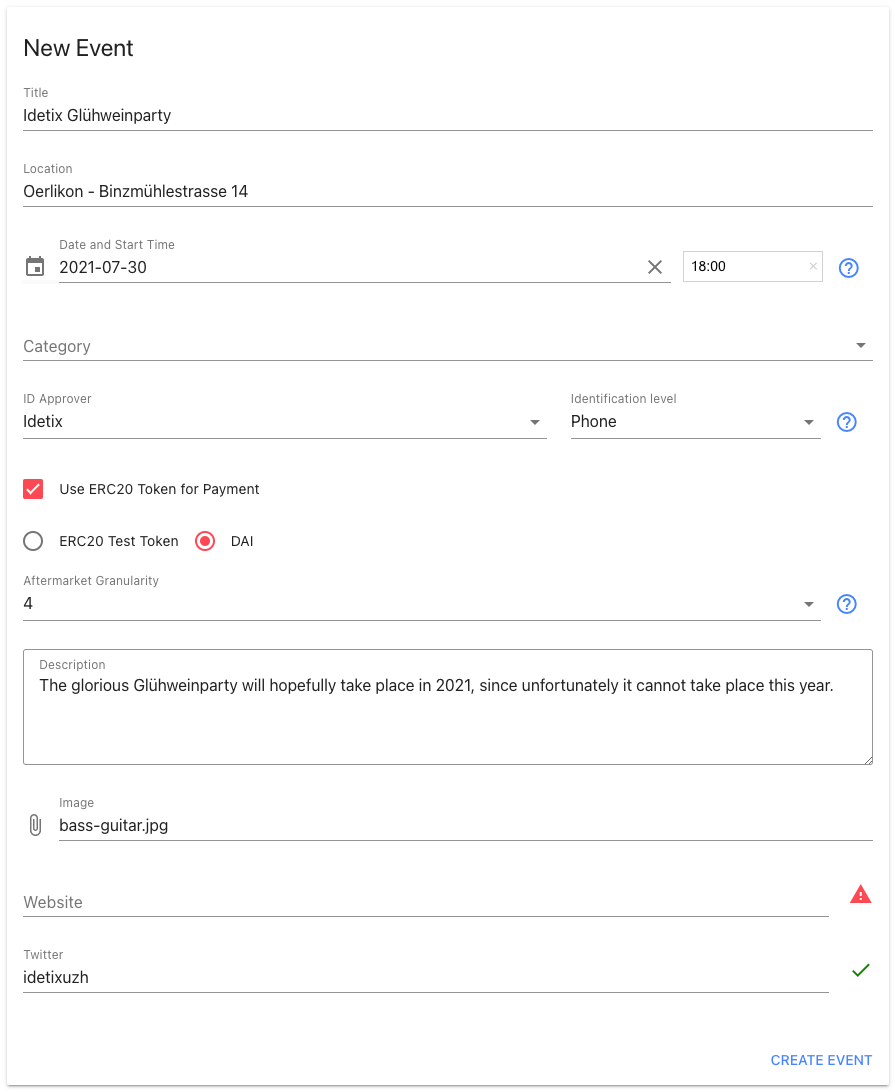 New Event
Title
Idetix Glühweinparty
Location
Oerlikon - Binzmühlestrasse 14
Date and Start Time
2021-07-30
18:00
Category
ID Approver
Identification level
Idetix
Phone
Use ERC20 Token for Payment
ERC20 Test Token
DAI
Aftermarket Granularity
4
Description
The glorious Glühweinparty will hopefully take place in 2021, since unfortunately it cannot take place this year.
Image
bass-guitar.jpg
Website
Twitter
idetixuzh
CREATE EVENT